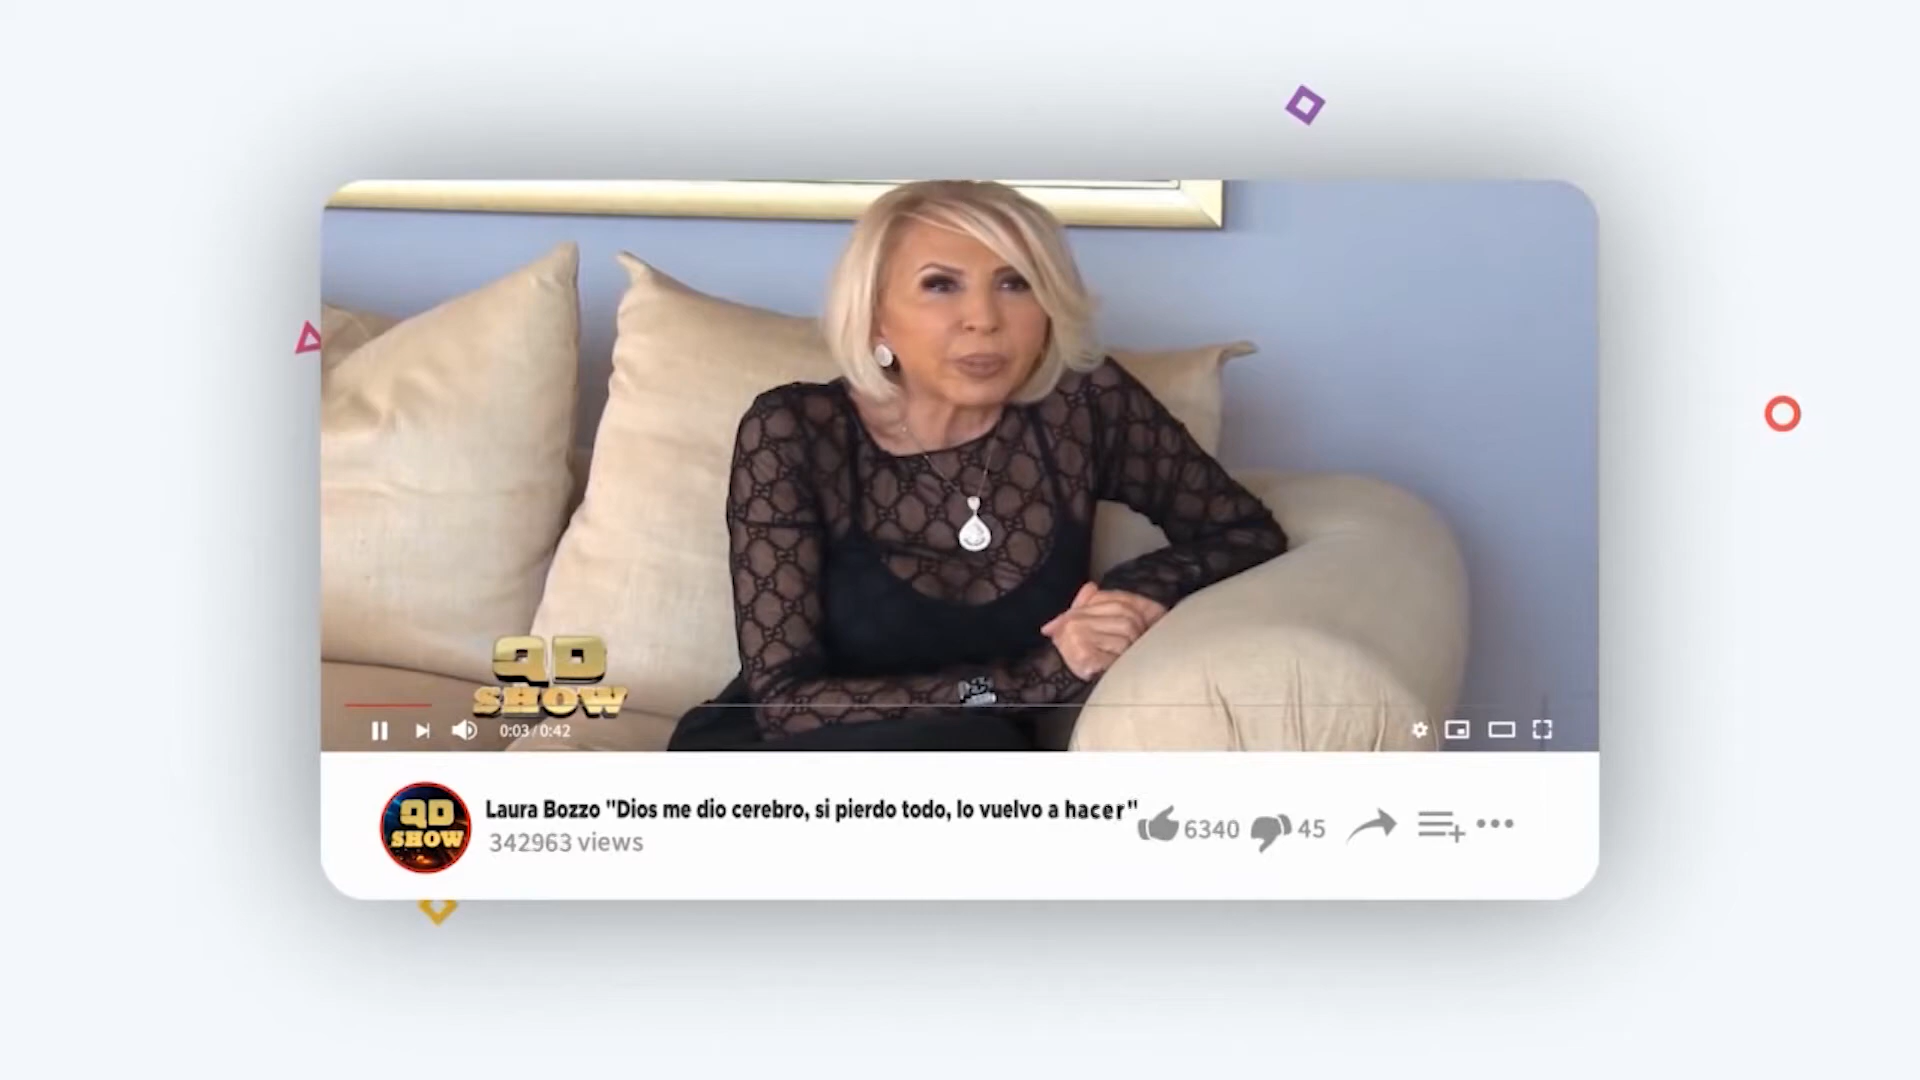 QD
SHOW
0:03 / 0:42
QD
SHOW
Laura Bozzo "Dios me dio cerebro, si pierdo todo, lo vuelvo a hacer"
342963 views
6340
45